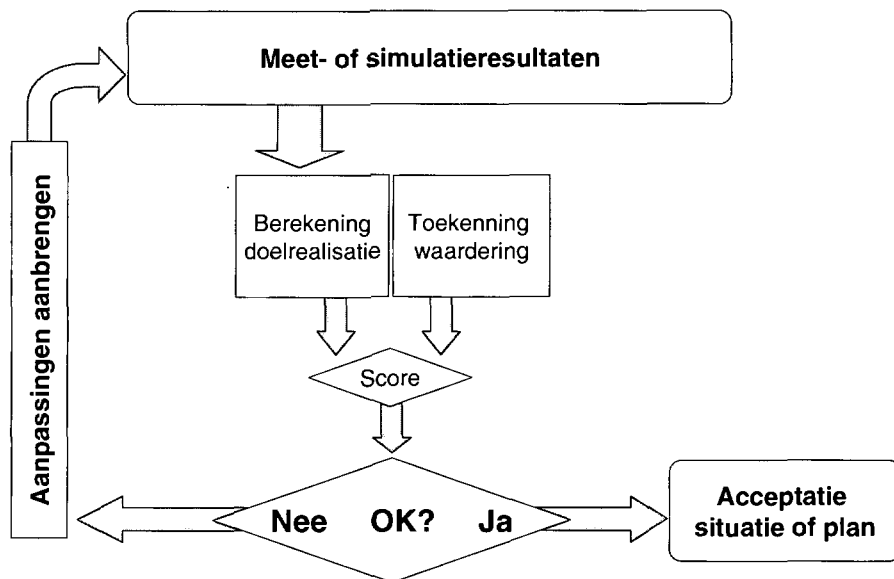 Meet- of simulatieresultaten
Aanpassingen aanbrengen
Berekening
doelrealisatie
Toekenning
waardering
Score
Nee OK? Ja
Acceptatie
situatie of plan